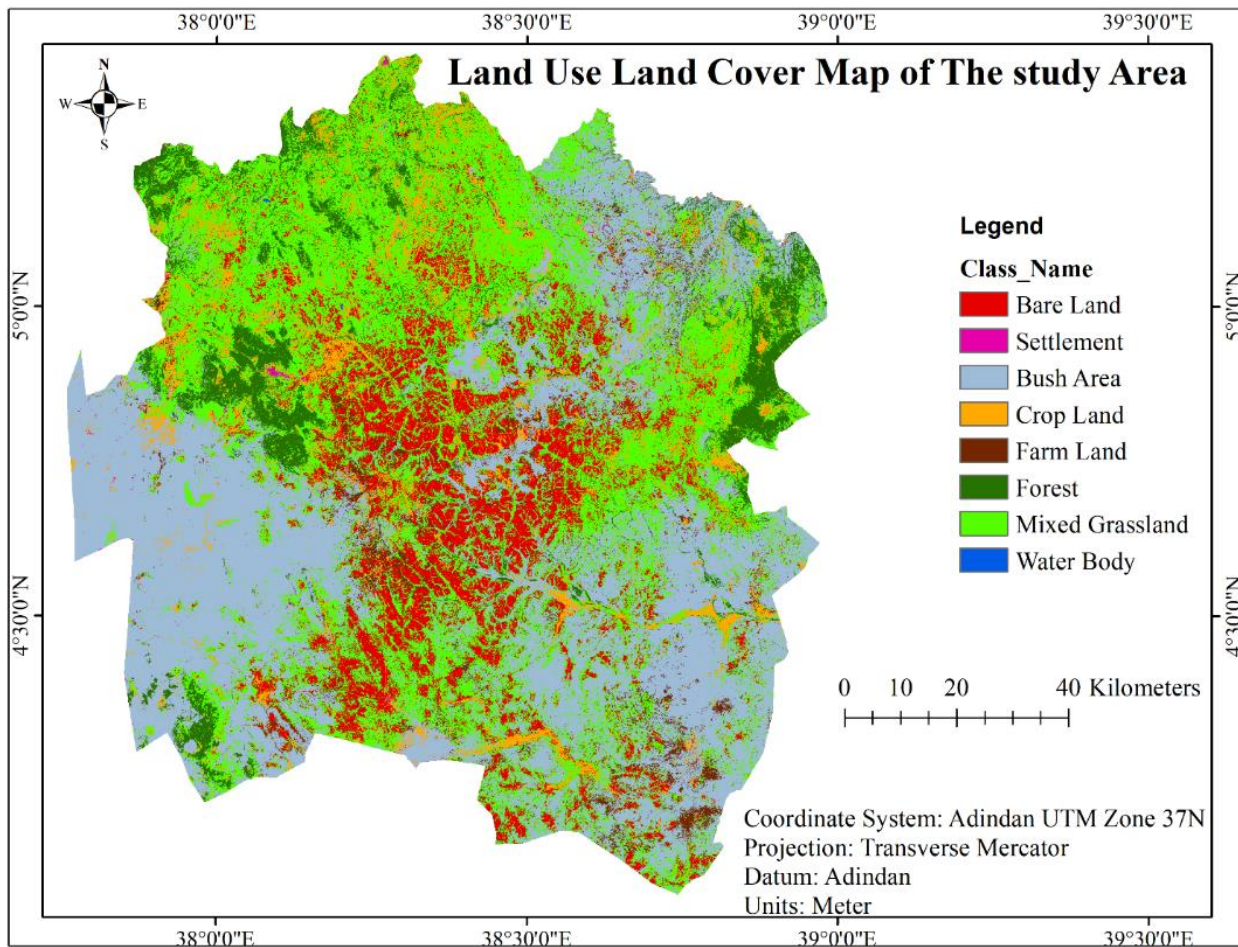 38°0'0"E 38°30'0"E 39°0'0"E 39°30'0"E
Land Use Land Cover Map of The study Area
N
W E
S
Legend
Class_Name
Bare Land
Settlement
Bush Area
Crop Land
Farm Land
Forest
Mixed Grassland
Water Body
5°0'0"N 5°0'0"N
4°30'0"N 4°30'0"N
0 10 20 40 Kilometers
Coordinate System: Adindan UTM Zone 37N
Projection: Transverse Mercator
Datum: Adindan
Units: Meter
38°0'0"E 38°30'0"E 39°0'0"E 39°30'0"E